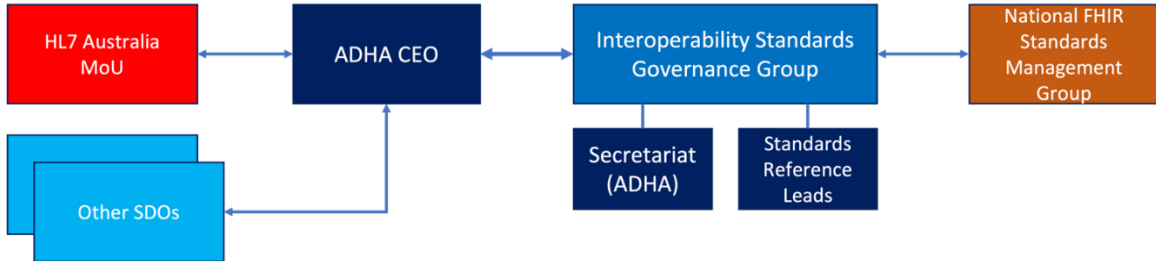 HL7 Australia
MoU
ADHA CEO
Interoperability Standards
Governance Group
National FHIR
Standards
Management
Group
Other SDOs
Secretariat
(ADHA)
Standards
Reference
Leads